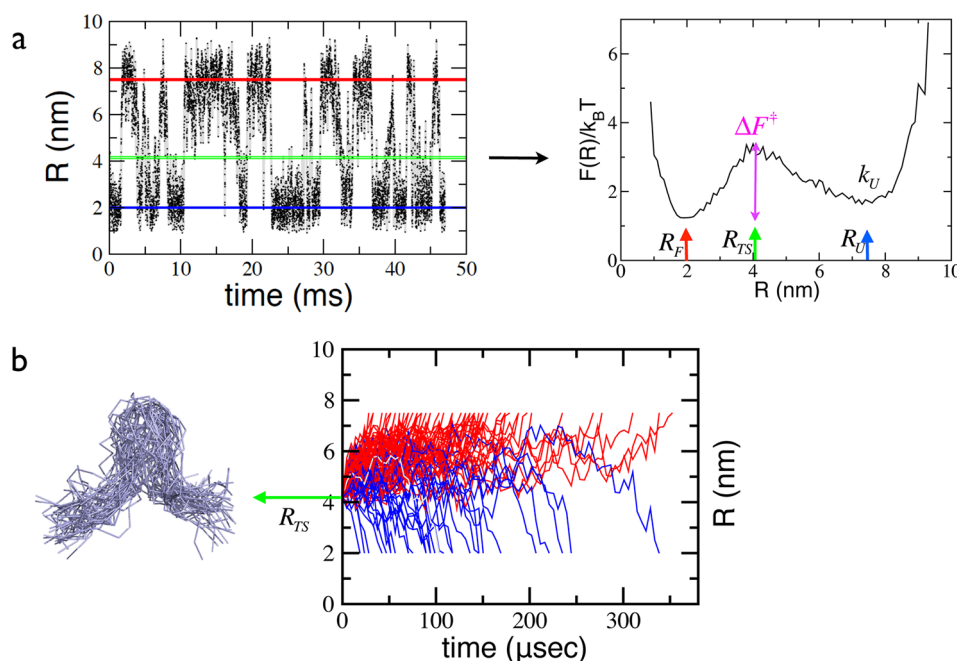 a
R (nm)
10
8
6
4
2
0
0 10 20 30 40 50
time (ms)
F(R)/k_BT
6
4
2
0
ΔF‡
k_U
R_F
R_TS
R_U
0 2 4 6 8 10
R (nm)
b
R_TS
10
8
6
4
2
0
0 100 200 300
time (μsec)
R (nm)